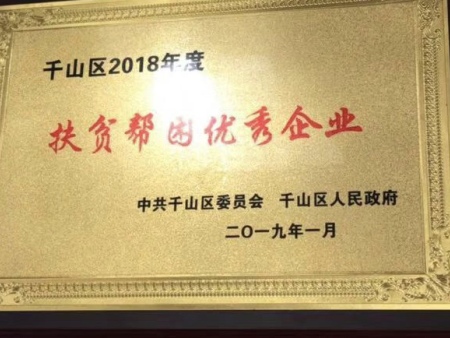 千山区2018年度
扶贫帮困优秀企业
中共千山区委员会 千山区人民政府
二〇一九年一月